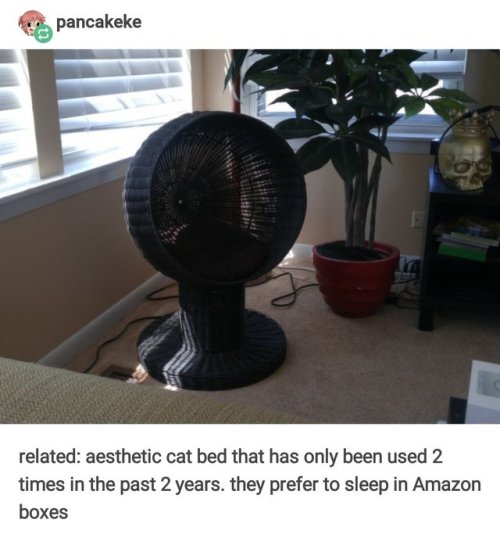 pancakeke
related: aesthetic cat bed that has only been used 2
times in the past 2 years. they prefer to sleep in Amazon
boxes